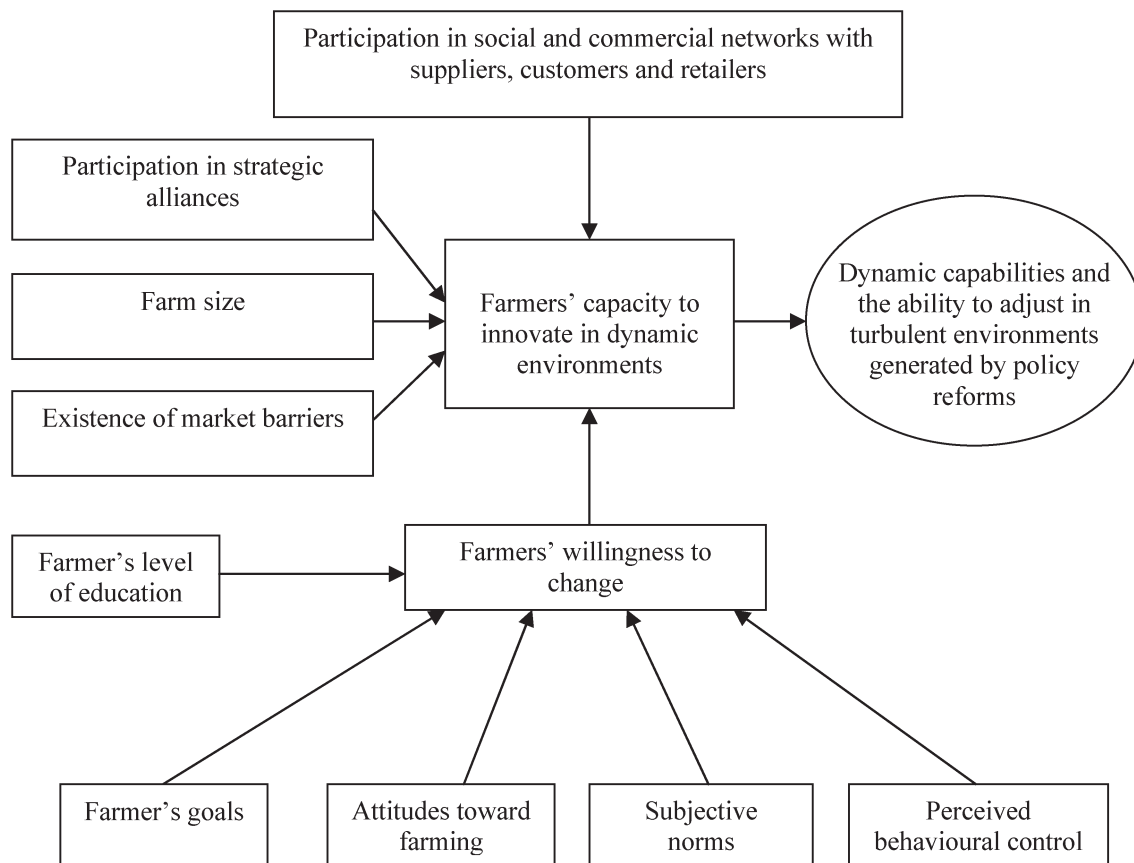 Participation in social and commercial networks with
suppliers, customers and retailers
Participation in strategic
alliances
Farm size
Existence of market barriers
Farmers’ capacity to
innovate in dynamic
environments
Dynamic capabilities and
the ability to adjust in
turbulent environments
generated by policy
reforms
Farmer’s level
of education
Farmers’ willingness to
change
Farmer’s goals
Attitudes toward
farming
Subjective
norms
Perceived
behavioural control